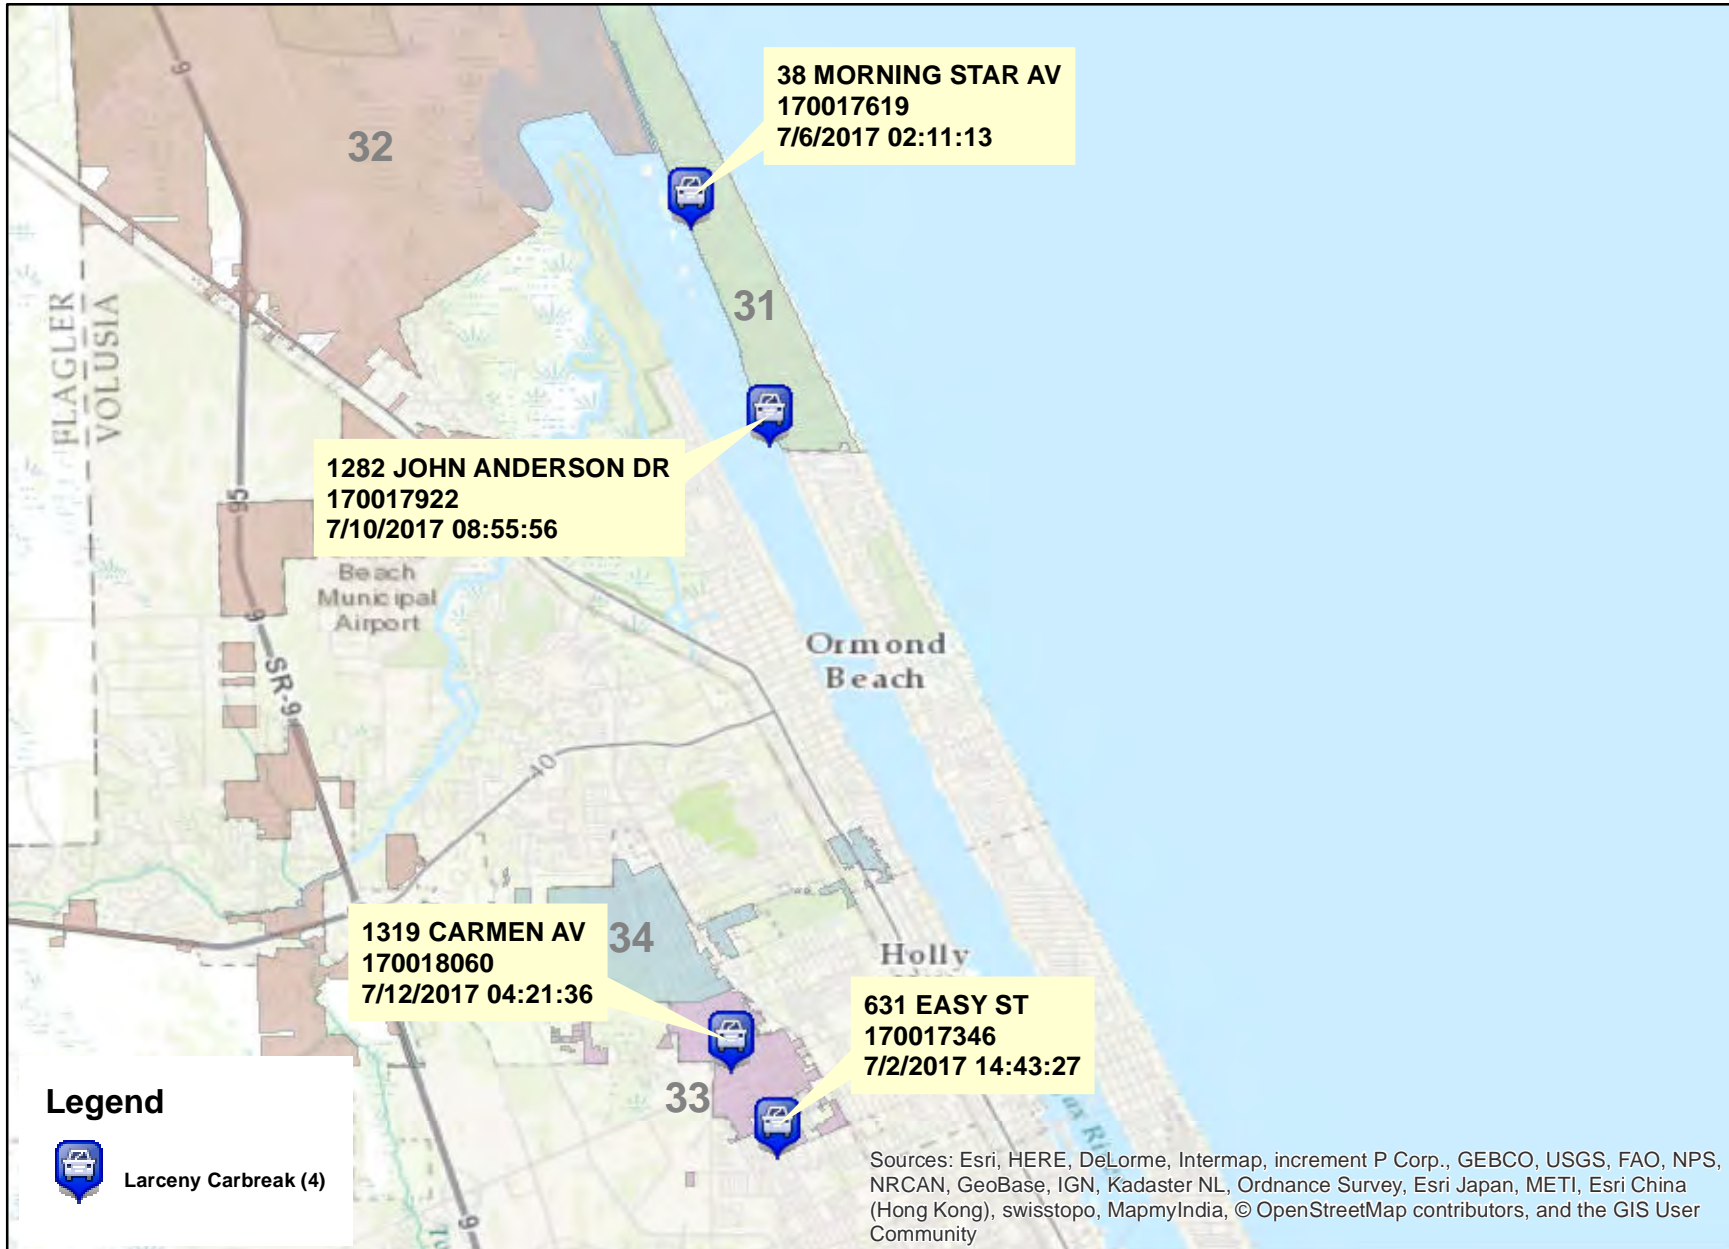 38 MORNING STAR AV
170017619
7/6/2017 02:11:13
9
32
31
FLAGLER
VOLUSIA
1282 JOHN ANDERSON DR
170017922
7/10/2017 08:55:56
95
Beach
Municipal
Airport
9
SR-9
Ormond
Beach
40
1319 CARMEN AV
170018060
7/12/2017 04:21:36
34
Holly
631 EASY ST
170017346
7/2/2017 14:43:27
33
Legend
Larceny Carbreak (4)
9
Sources: Esri, HERE, DeLorme, Intermap, increment P Corp., GEBCO, USGS, FAO, NPS,
NRCAN, GeoBase, IGN, Kadaster NL, Ordnance Survey, Esri Japan, METI, Esri China
(Hong Kong), swisstopo, MapmyIndia, © OpenStreetMap contributors, and the GIS User
Community